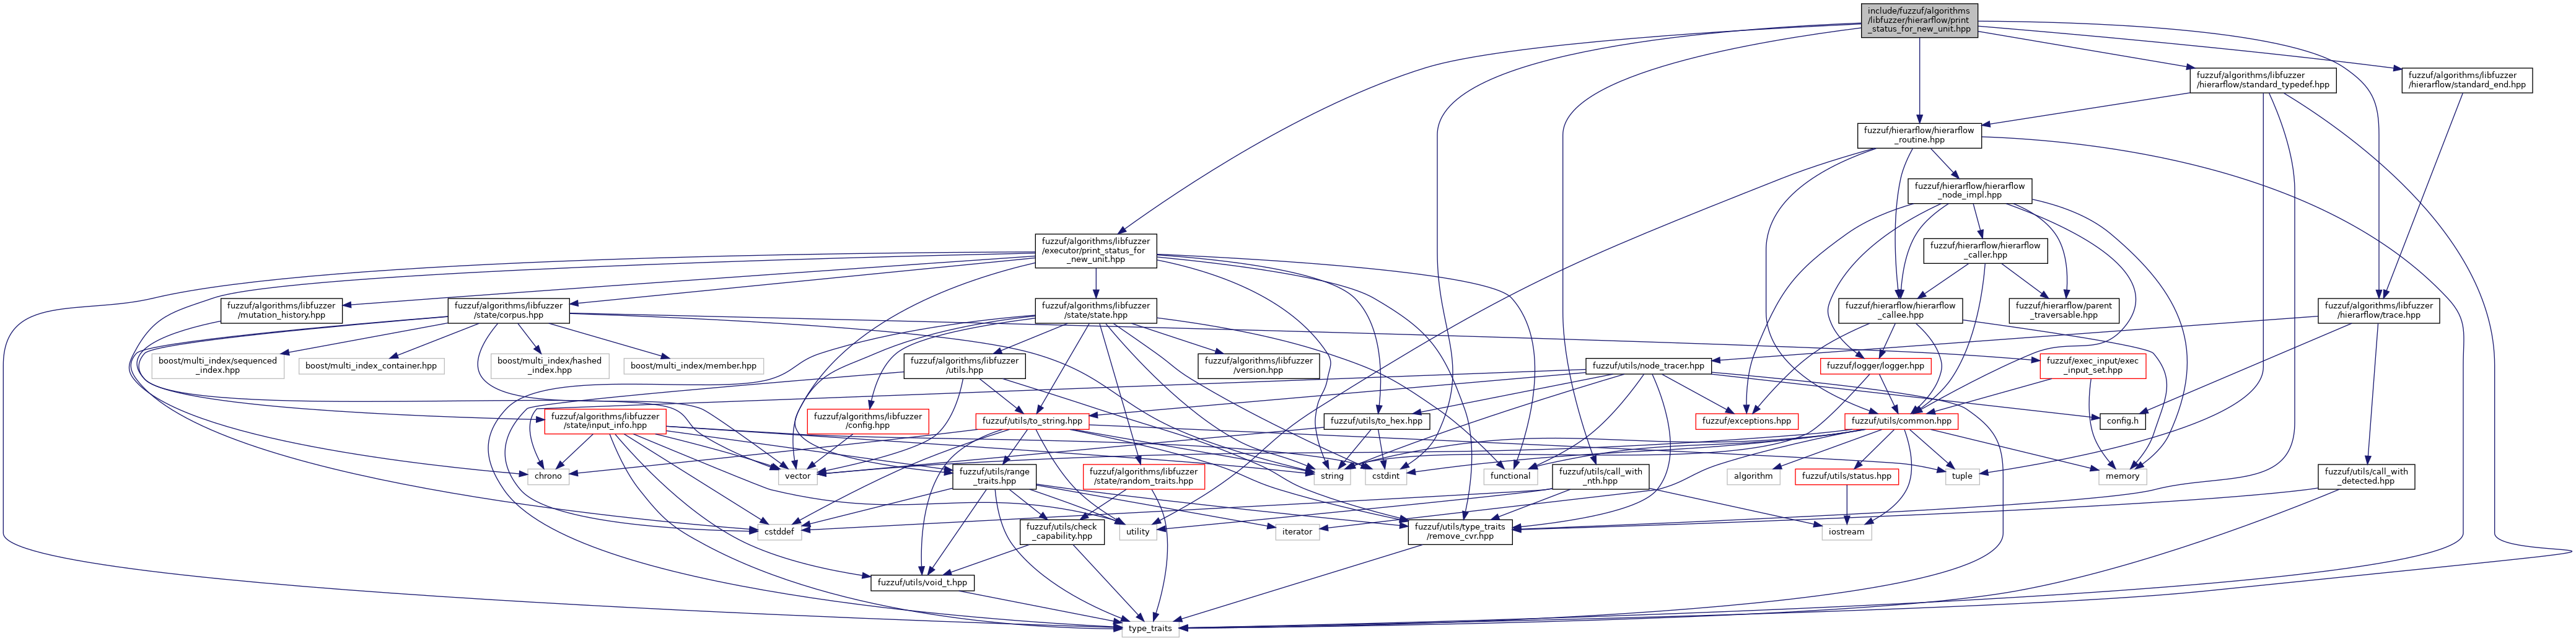 include/fuzzuf/algorithms
/libfuzzer/hierarflow/print
_status_for_new_unit.hpp
fuzzuf/algorithms/libfuzzer
/hierarflow/standard_typedef.hpp
fuzzuf/algorithms/libfuzzer
/hierarflow/standard_end.hpp
fuzzuf/hierarflow/hierarflow
_routine.hpp
fuzzuf/hierarflow/hierarflow
_node_impl.hpp
fuzzuf/algorithms/libfuzzer
/executor/print_status_for
_new_unit.hpp
fuzzuf/hierarflow/hierarflow
_caller.hpp
fuzzuf/algorithms/libfuzzer
/mutation_history.hpp
fuzzuf/algorithms/libfuzzer
/state/corpus.hpp
fuzzuf/algorithms/libfuzzer
/state/state.hpp
fuzzuf/hierarflow/hierarflow
_callee.hpp
fuzzuf/hierarflow/parent
_traversable.hpp
fuzzuf/algorithms/libfuzzer
/hierarflow/trace.hpp
boost/multi_index/sequenced
_index.hpp
boost/multi_index_container.hpp
boost/multi_index/hashed
_index.hpp
boost/multi_index/member.hpp
fuzzuf/algorithms/libfuzzer
/utils.hpp
fuzzuf/algorithms/libfuzzer
/version.hpp
fuzzuf/utils/node_tracer.hpp
fuzzuf/logger/logger.hpp
fuzzuf/exec_input/exec
_input_set.hpp
fuzzuf/algorithms/libfuzzer
/state/input_info.hpp
fuzzuf/algorithms/libfuzzer
/config.hpp
fuzzuf/utils/to_string.hpp
fuzzuf/utils/to_hex.hpp
fuzzuf/exceptions.hpp
fuzzuf/utils/common.hpp
config.h
chrono
vector
fuzzuf/utils/range
_traits.hpp
fuzzuf/algorithms/libfuzzer
/state/random_traits.hpp
string
cstdint
functional
fuzzuf/utils/call_with
_nth.hpp
algorithm
fuzzuf/utils/status.hpp
tuple
memory
fuzzuf/utils/call_with
_detected.hpp
cstddef
fuzzuf/utils/check
_capability.hpp
utility
iterator
fuzzuf/utils/type_traits
/remove_cvr.hpp
iostream
fuzzuf/utils/void_t.hpp
type_traits